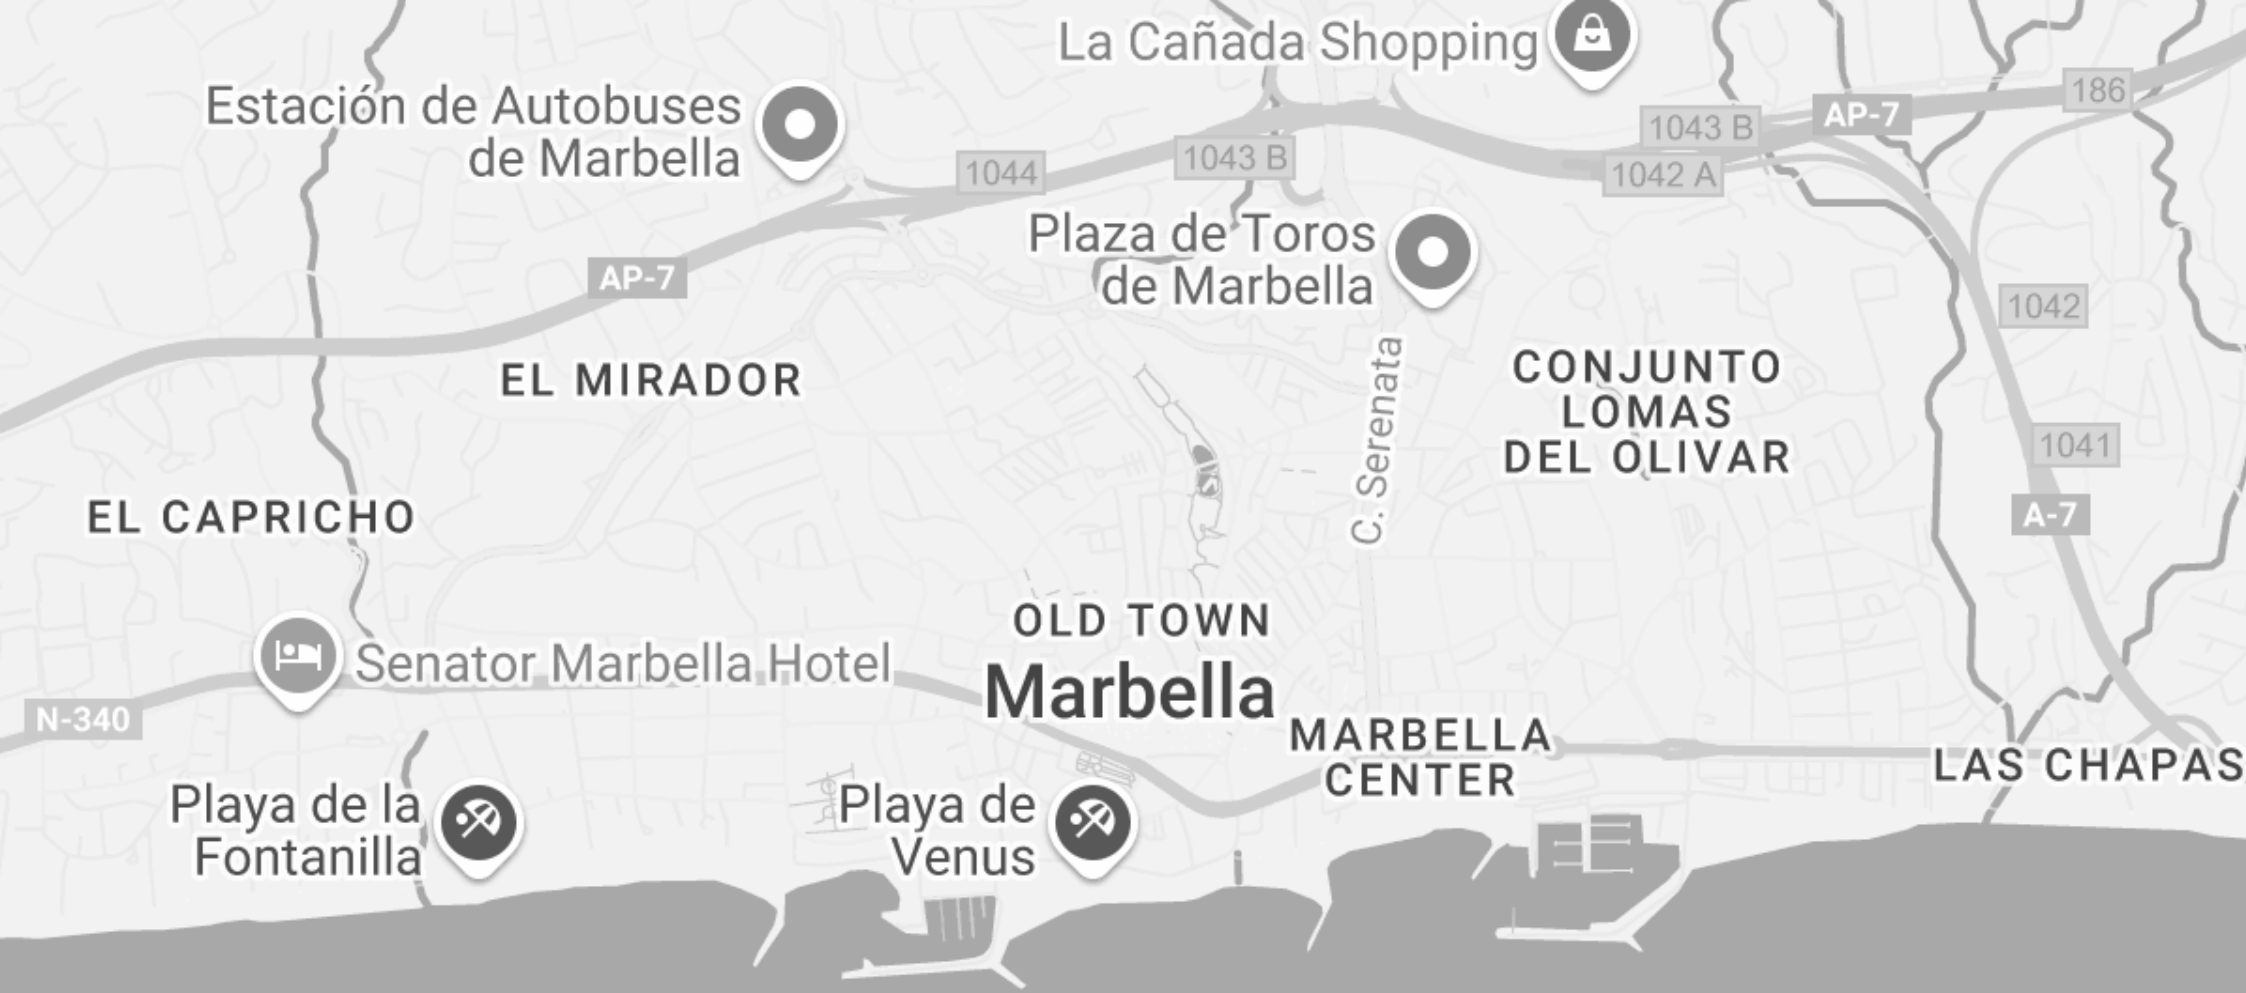 La Cañada Shopping
Estación de Autobuses
de Marbella
186
AP-7
1043 B
1043 B
1044
1042 A
Plaza de Toros
de Marbella
AP-7
1042
C. Serenata
EL MIRADOR
CONJUNTO
LOMAS
DEL OLIVAR
1041
EL CAPRICHO
A-7
OLD TOWN
Senator Marbella Hotel
Marbella
N-340
MARBELLA
CENTER
LAS CHAPAS
Playa de la
Fontanilla
Playa de
Venus